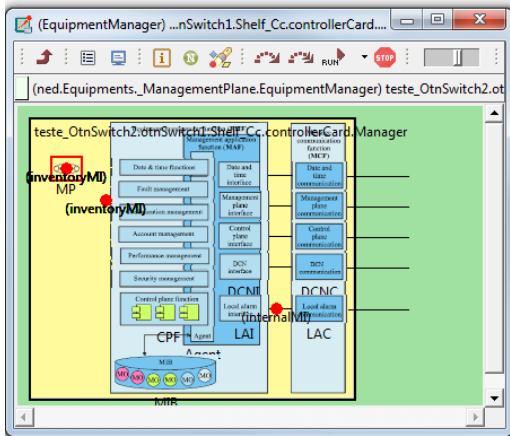 (EquipmentManager) ...nSwitch1.Shelf_Cc.controllerCard....
RUN
STOP
(ned.Equipments._ManagementPlane.EquipmentManager) teste_OtnSwitch2.ot
teste_OtnSwitch2.otnSwitch1.Shelf_Cc.controllerCard.Manager
Management application
function (MAF)
communication
function
(MCF)
(inventoryMI)
MP
(inventoryMI)
Date & time functions
Fault management
Account management
Performance management
Security management
Control plane function
CPF
Agent
Agent
Date and
time
interface
Management
plane
interface
Control
plane
interface
DCN
interface
DCNI
Local alarm
LAI
(internalMI)
Date and
time
communication
Management
plane
communication
Control
plane
communication
DCN
communication
DCNC
Local alarm
communication
LAC
MIB
MO MO MO MO MO MO
MIB